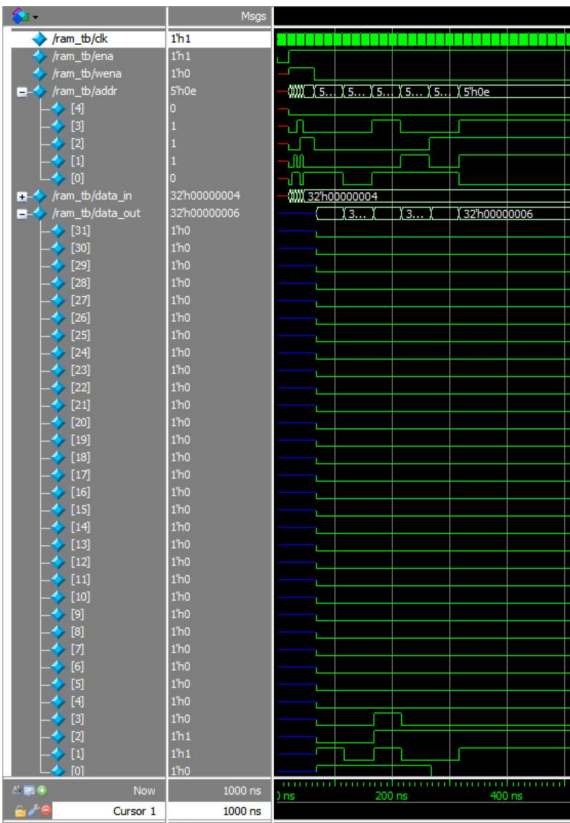 Msgs
/ram_tb/clk 1'h1
/ram_tb/ena 1'h1
/ram_tb/wena 1'h0
/ram_tb/addr 5'h0e 5... 5... 5... 5... 5... 5'h0e
[4] 0
[3] 1
[2] 1
[1] 1
[0] 0
/ram_tb/data_in 32'h00000004 32'h00000004
/ram_tb/data_out 32'h00000006 3... 3... 32'h00000006
[31] 1'h0
[30] 1'h0
[29] 1'h0
[28] 1'h0
[27] 1'h0
[26] 1'h0
[25] 1'h0
[24] 1'h0
[23] 1'h0
[22] 1'h0
[21] 1'h0
[20] 1'h0
[19] 1'h0
[18] 1'h0
[17] 1'h0
[16] 1'h0
[15] 1'h0
[14] 1'h0
[13] 1'h0
[12] 1'h0
[11] 1'h0
[10] 1'h0
[9] 1'h0
[8] 1'h0
[7] 1'h0
[6] 1'h0
[5] 1'h0
[4] 1'h0
[3] 1'h0
[2] 1'h1
[1] 1'h1
[0] 1'h0
Now 1000 ns ns 200 ns 400 ns
Cursor 1 1000 ns